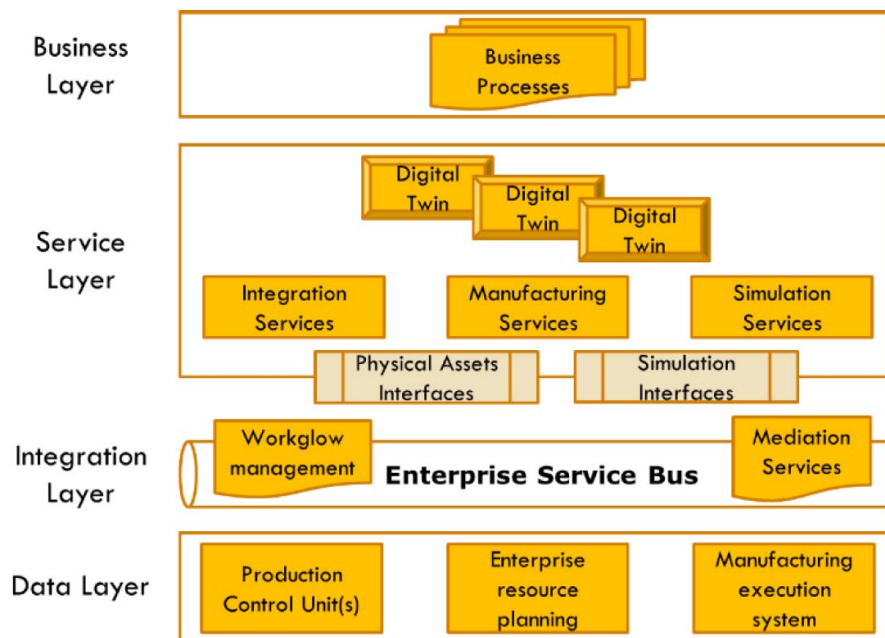 Business
Layer
Business
Processes
Service
Layer
Digital
Twin
Digital
Twin
Digital
Twin
Integration
Services
Manufacturing
Services
Simulation
Services
Physical Assets
Interfaces
Simulation
Interfaces
Integration
Layer
Workglow
management
Enterprise Service Bus
Mediation
Services
Data Layer
Production
Control Unit(s)
Enterprise
resource
planning
Manufacturing
execution
system